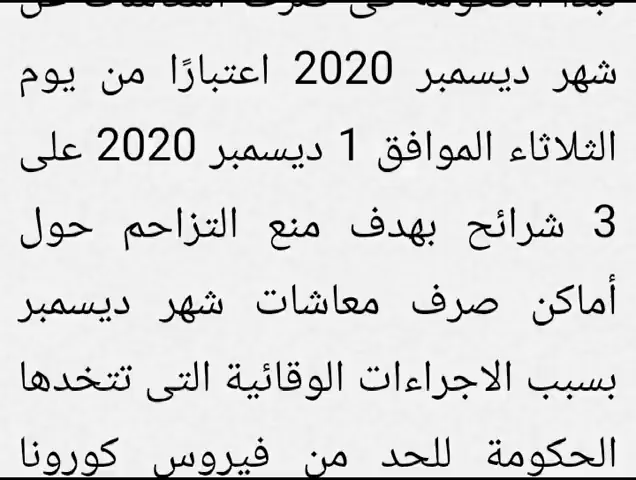 شهر ديسمبر 2020 اعتبارًا من يوم
الثلاثاء الموافق 1 ديسمبر 2020 على
3 شرائح بهدف منع التزاحم حول
أماكن صرف معاشات شهر ديسمبر
بسبب الاجراءات الوقائية التى تتخدها
الحكومة للحد من فيروس كورونا